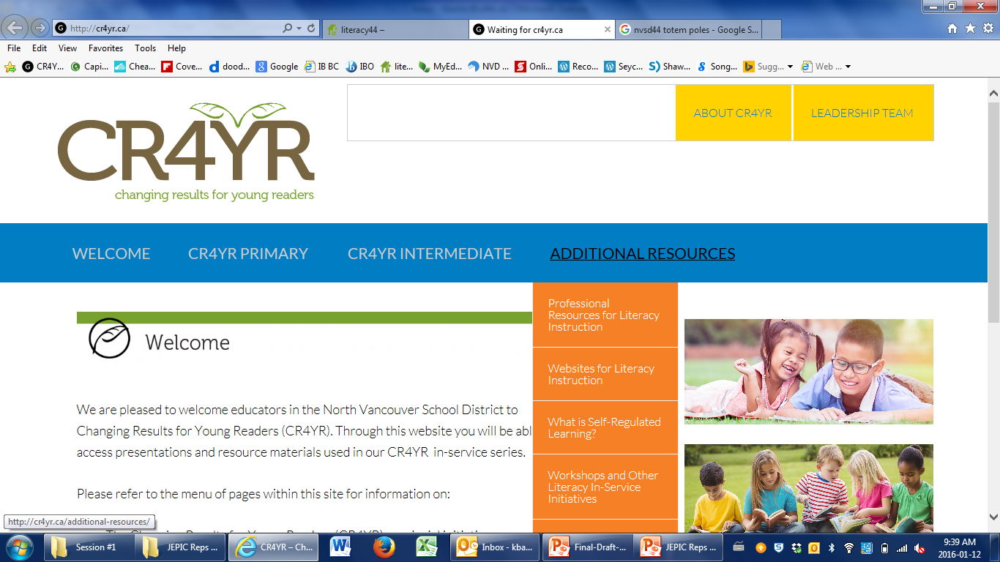 http://cr4yr.ca/
literacy44 –
Waiting for cr4yr.ca
nvsd44 totem poles - Google S...
File Edit View Favorites Tools Help
CR4Y... Capi... Chea... Cove... dood... Google IB BC IBO lite... MyEd... NVD ... Onli... Reco... Seyc... Shaw... Song... Sugg... Web ...
ABOUT CR4YR
LEADERSHIP TEAM
CR4YR
changing results for young readers
WELCOME CR4YR PRIMARY CR4YR INTERMEDIATE ADDITIONAL RESOURCES
Professional
Resources for Literacy
Instruction
Websites for Literacy
Instruction
What is Self-Regulated
Learning?
Workshops and Other
Literacy In-Service
Initiatives
Welcome
We are pleased to welcome educators in the North Vancouver School District to
Changing Results for Young Readers (CR4YR). Through this website you will be abl
access presentations and resource materials used in our CR4YR in-service series.
Please refer to the menu of pages within this site for information on:
http://cr4yr.ca/additional-resources/
Session #1
JEPIC Reps ...
CR4YR – Ch...
Inbox - kba...
Final-Draft-...
JEPIC Reps ...
9:39 AM
2016-01-12